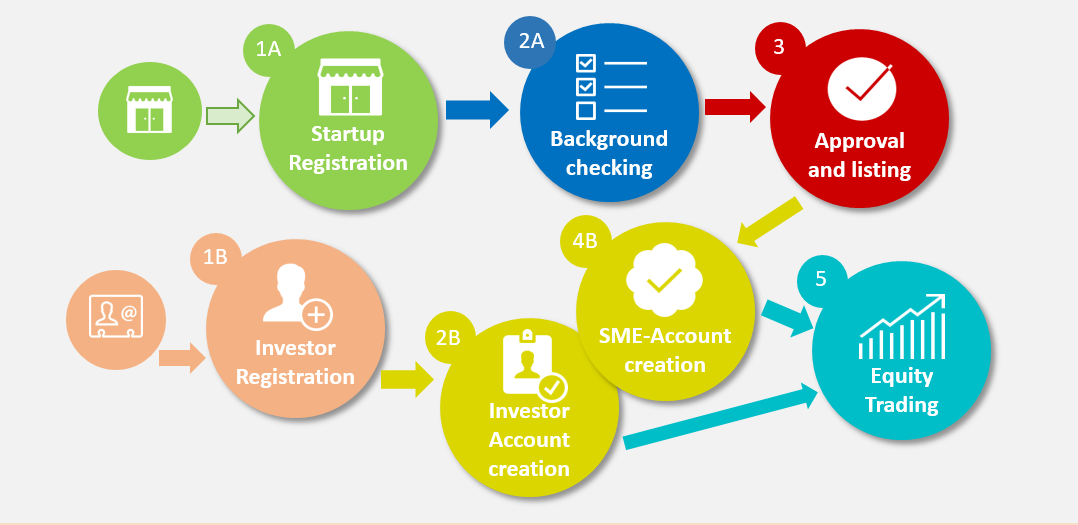 1A
Startup
Registration
2A
Background
checking
3
Approval
and listing
1B
Investor
Registration
@
2B
Investor
Account
creation
4B
SME-Account
creation
5
Equity
Trading